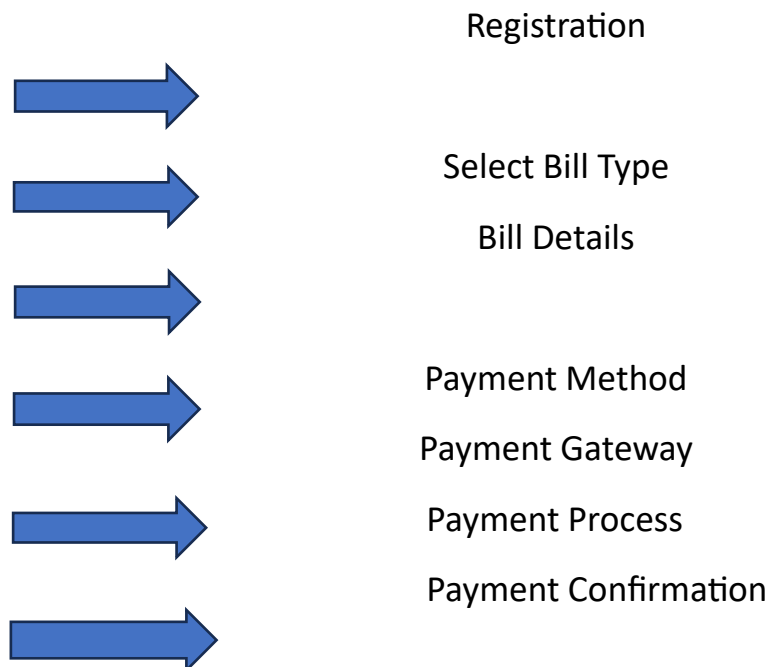 Registration
Select Bill Type
Bill Details
Payment Method
Payment Gateway
Payment Process
Payment Confirmation